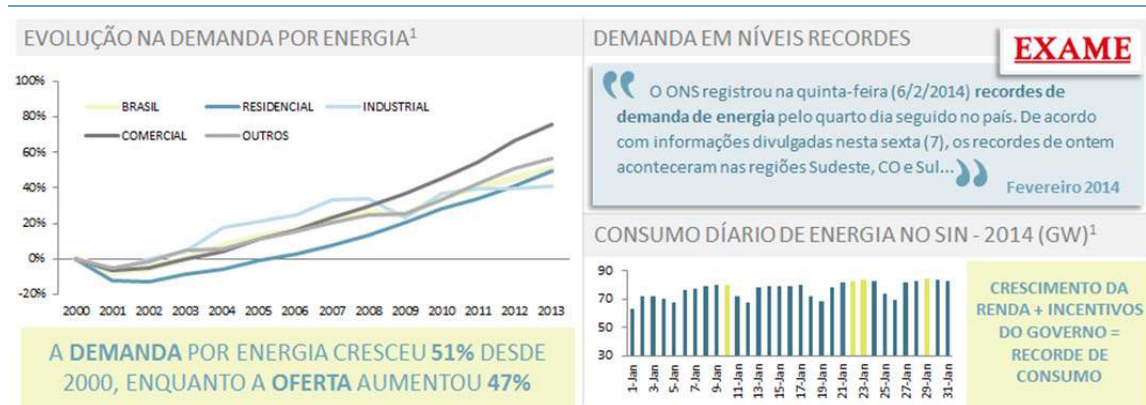 EVOLUÇÃO NA DEMANDA POR ENERGIA¹
100%
80%
60%
40%
20%
0%
-20%
BRASIL
RESIDENCIAL
INDUSTRIAL
COMERCIAL
OUTROS
2000 2001 2002 2003 2004 2005 2006 2007 2008 2009 2010 2011 2012 2013
A DEMANDA POR ENERGIA CRESCEU 51% DESDE
2000, ENQUANTO A OFERTA AUMENTOU 47%
DEMANDA EM NÍVEIS RECORDES
EXAME
“ O ONS registrou na quinta-feira (6/2/2014) recordes de
demanda de energia pelo quarto dia seguido no país. De acordo
com informações divulgadas nesta sexta (7), os recordes de ontem
aconteceram nas regiões Sudeste, CO e Sul... ”
Fevereiro 2014
CONSUMO DÍARIO DE ENERGIA NO SIN - 2014 (GW)¹
90
70
50
30
1-Jan 3-Jan 5-Jan 7-Jan 9-Jan 11-Jan 13-Jan 15-Jan 17-Jan 19-Jan 21-Jan 23-Jan 25-Jan 27-Jan 29-Jan 31-Jan
CRESCIMENTO DA
RENDA + INCENTIVOS
DO GOVERNO =
RECORDE DE
CONSUMO